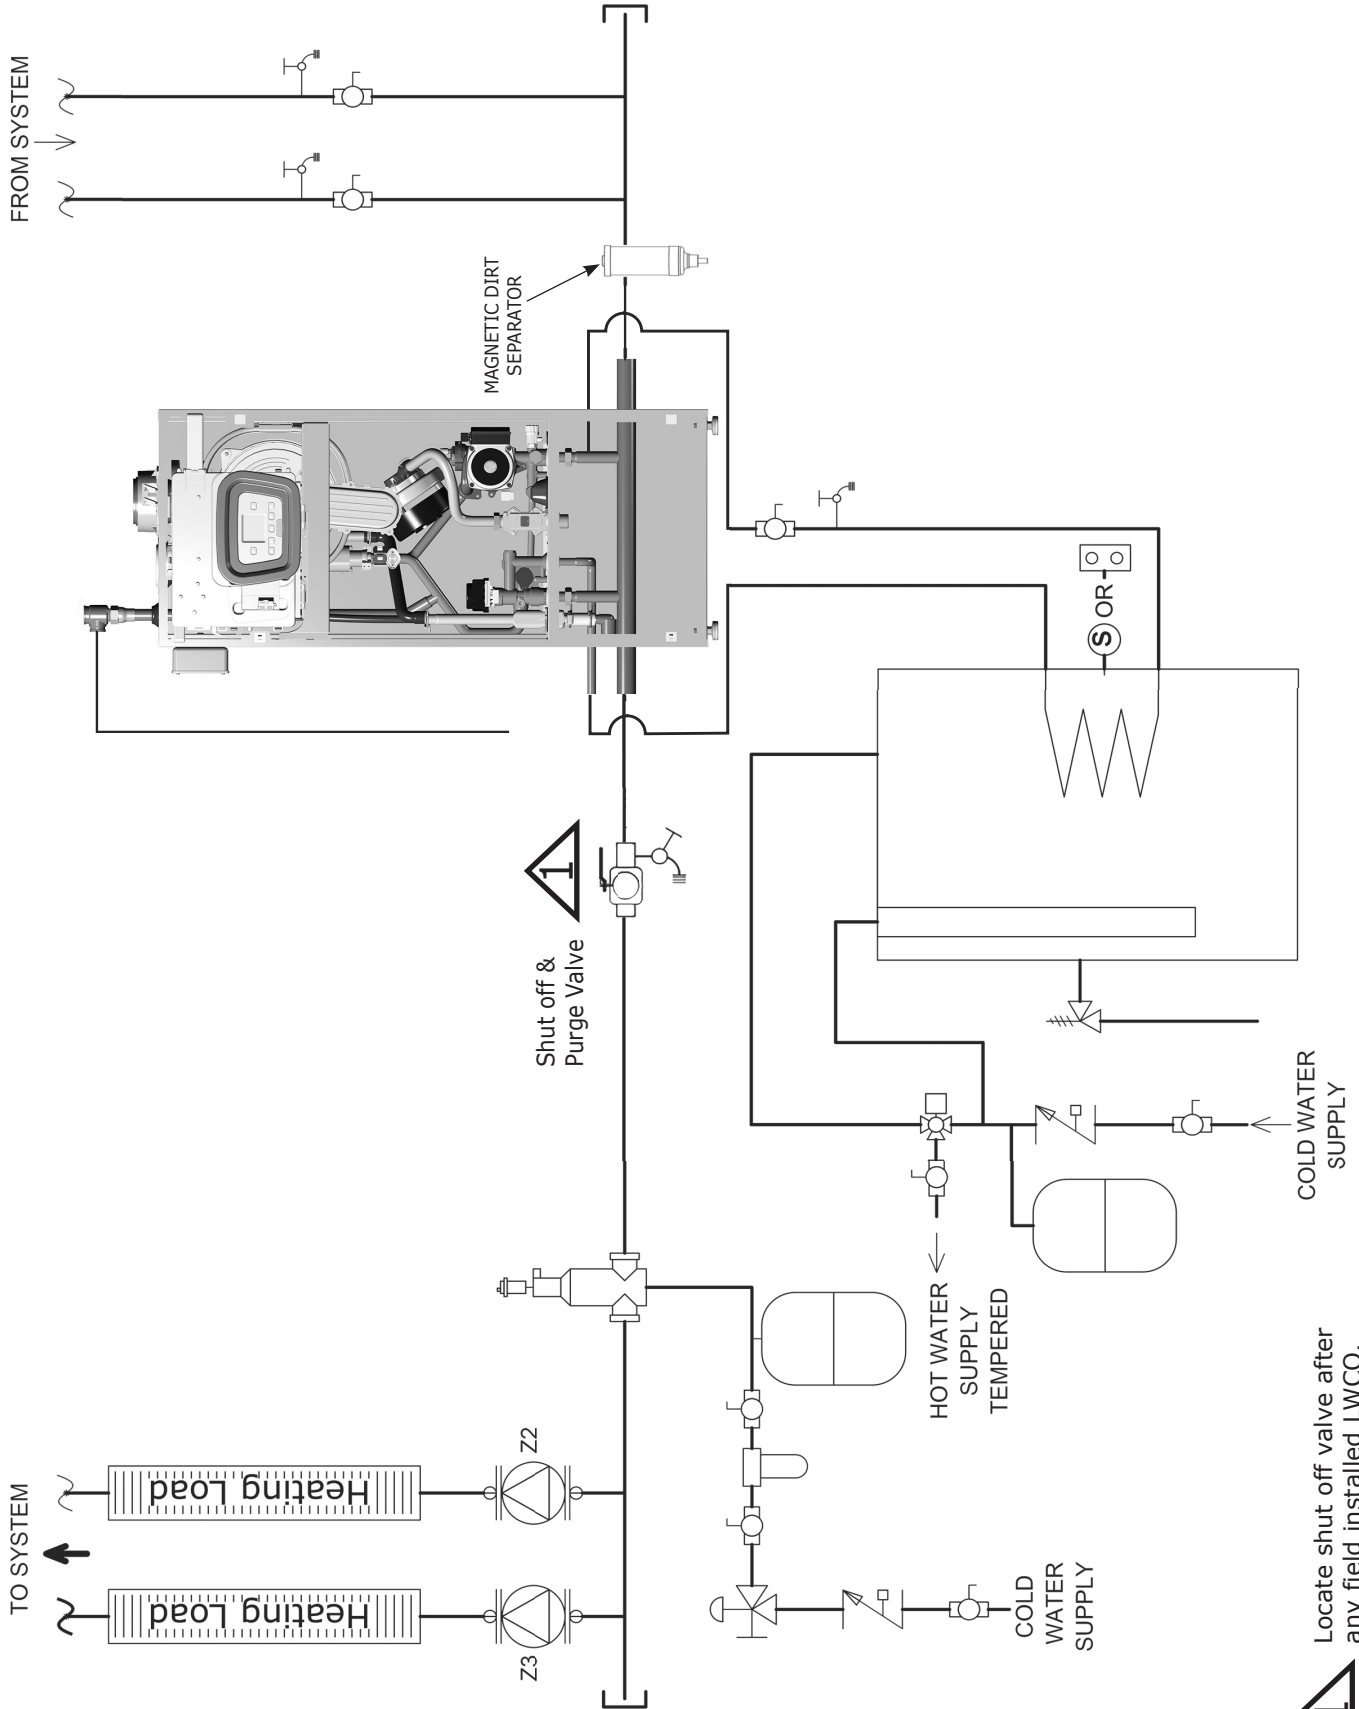 TO SYSTEM
FROM SYSTEM
Heating Load
Heating Load
Z3
Z2
MAGNETIC DIRT
SEPARATOR
Shut off &
Purge Valve
1
S
OR
HOT WATER
SUPPLY
TEMPERED
COLD WATER
SUPPLY
COLD
WATER
SUPPLY
Locate shut off valve after
any field installed LWCO.